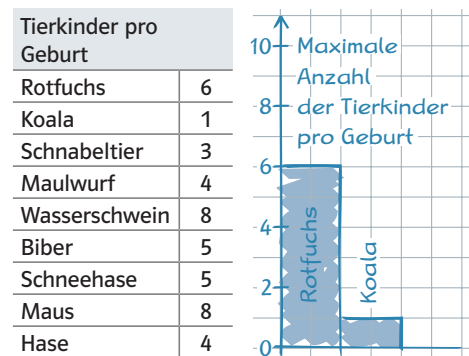 Tierkinder pro
Geburt
Rotfuchs 6
Koala 1
Schnabeltier 3
Maulwurf 4
Wasserschwein 8
Biber 5
Schneehase 5
Maus 8
Hase 4
10
8
6
4
2
0
Maximale
Anzahl
der Tierkinder
pro Geburt
Rotfuchs
Koala